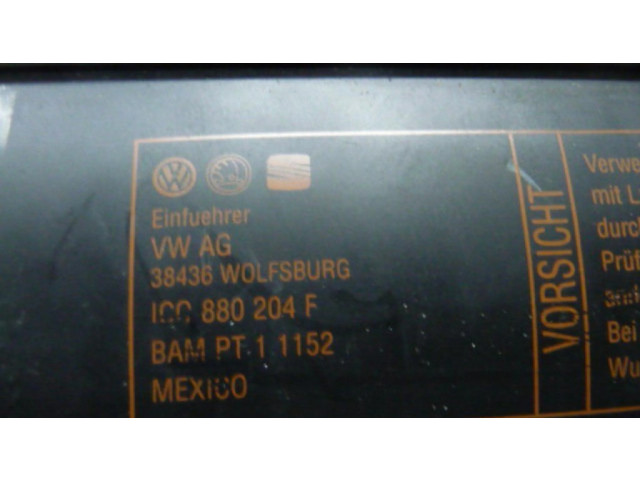 Einfuehrer
VW AG
38436 WOLFSBURG
880 204 F
BAM PT 1 1152
MEXICO
VORSICHT
Verwe
mit L
durch
Prüf
Bei
Wu